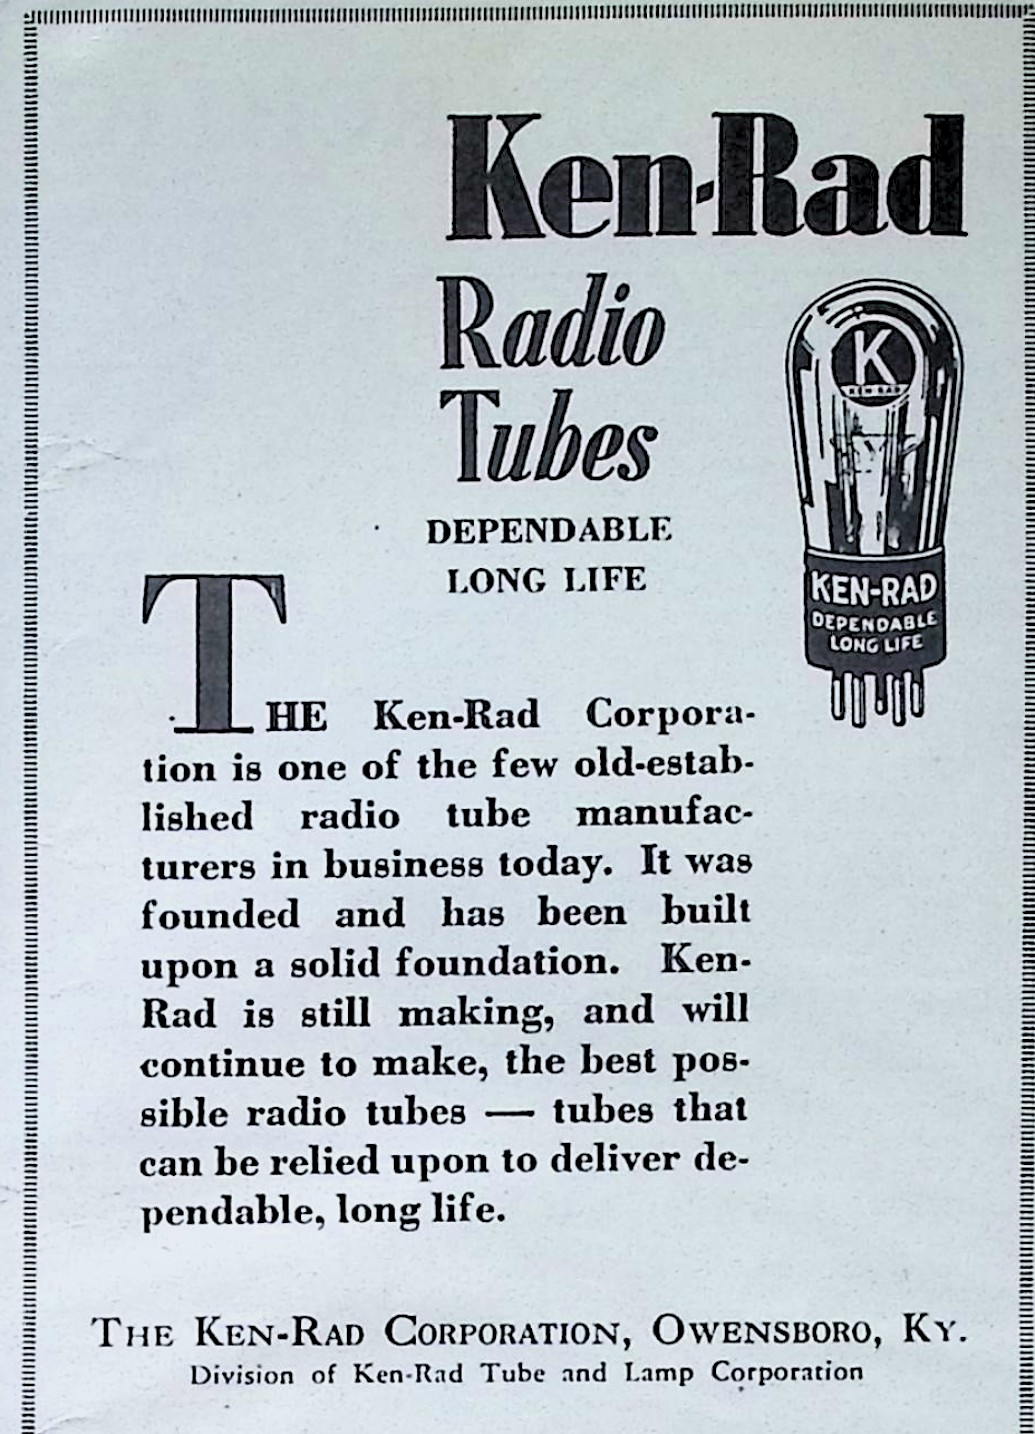 Ken-Rad
Radio
Tubes
DEPENDABLE
LONG LIFE
K
KEN-RAD
KEN-RAD
DEPENDABLE
LONG LIFE
THE Ken-Rad Corpora-
tion is one of the few old-estab-
lished radio tube manufac-
turers in business today. It was
founded and has been built
upon a solid foundation. Ken-
Rad is still making, and will
continue to make, the best pos-
sible radio tubes — tubes that
can be relied upon to deliver de-
pendable, long life.
THE KEN-RAD CORPORATION, OWENSBORO, KY.
Division of Ken-Rad Tube and Lamp Corporation